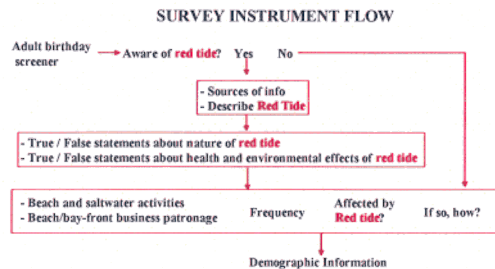 SURVEY INSTRUMENT FLOW
Adult birthday screener
Aware of red tide? Yes No
- Sources of info
- Describe Red Tide
- True / False statements about nature of red tide
- True / False statements about health and environmental effects of red tide
- Beach and saltwater activities
- Beach/bay-front business patronage
Frequency
Affected by Red tide?
If so, how?
Demographic Information